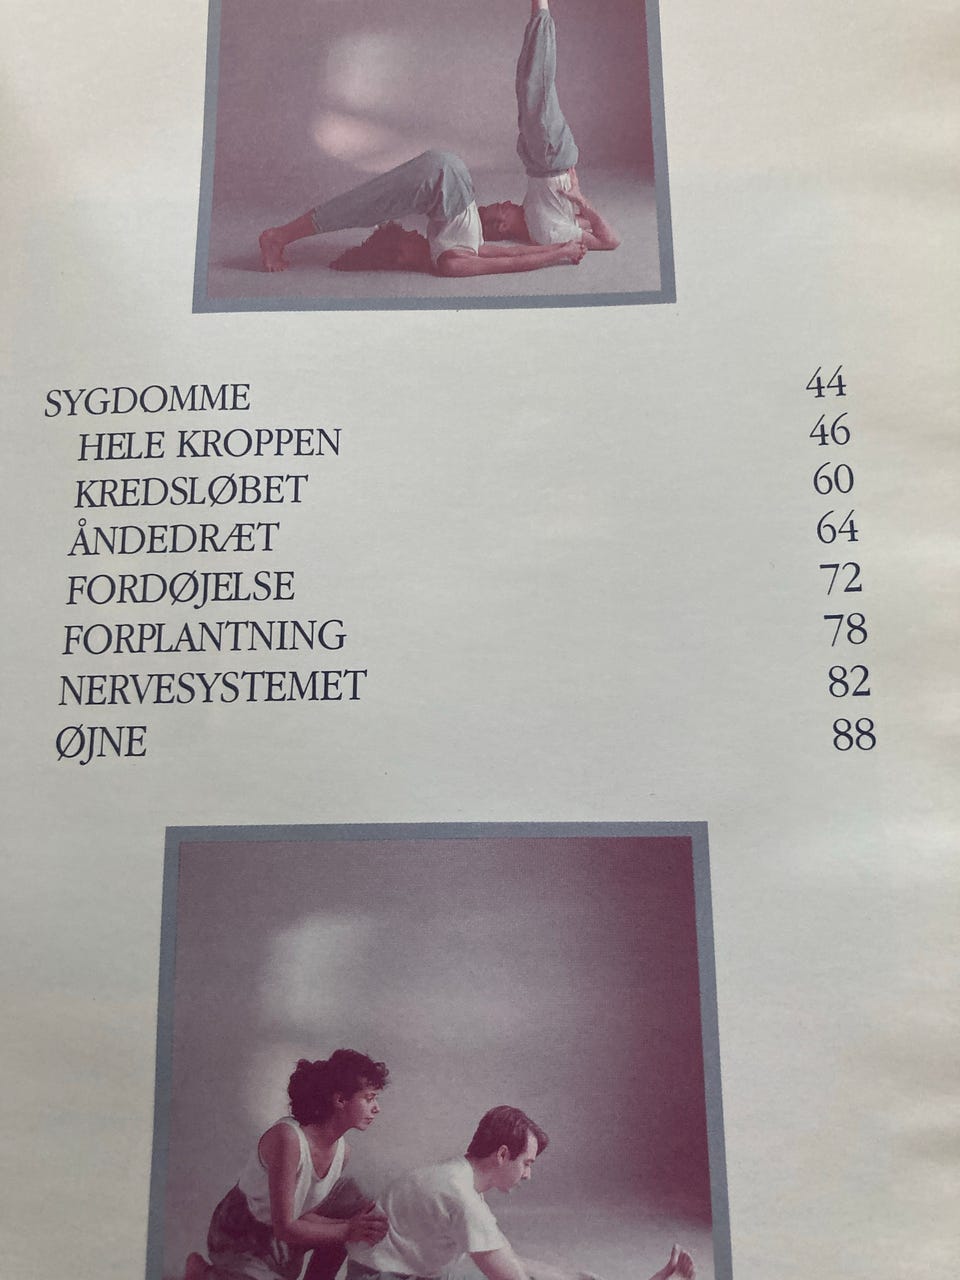 SYGDOMME 44
HELE KROPPEN 46
KREDSLØBET 60
ÅNDEDRÆT 64
FORDØJELSE 72
FORPLANTNING 78
NERVESYSTEMET 82
ØJNE 88